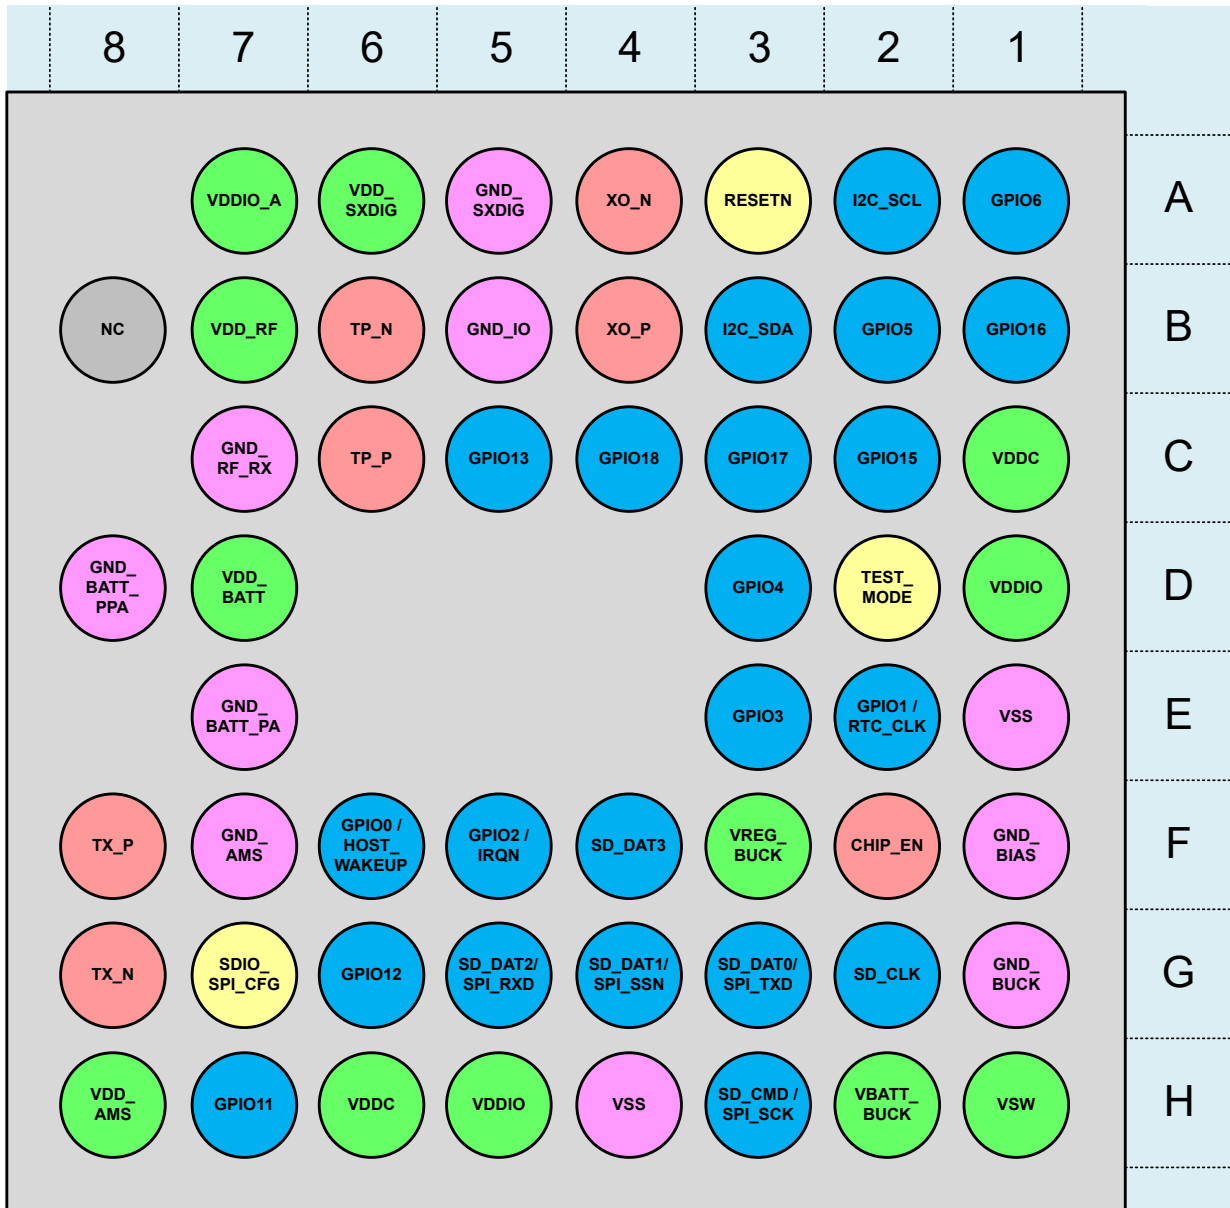 8 7 6 5 4 3 2 1
VDDIO_A
VDD_
SXDIG
GND_
SXDIG
XO_N
RESETN
I2C_SCL
GPIO6
A
NC
VDD_RF
TP_N
GND_IO
XO_P
I2C_SDA
GPIO5
GPIO16
B
GND_
RF_RX
TP_P
GPIO13
GPIO18
GPIO17
GPIO15
VDDC
C
GND_
BATT_
PPA
VDD_
BATT
GPIO4
TEST_
MODE
VDDIO
D
GND_
BATT_PA
GPIO3
GPIO1 /
RTC_CLK
VSS
E
TX_P
GND_
AMS
GPIO0 /
HOST_
WAKEUP
GPIO2 /
IRQN
SD_DAT3
VREG_
BUCK
CHIP_EN
GND_
BIAS
F
TX_N
SDIO_
SPI_CFG
GPIO12
SD_DAT2/
SPI_RXD
SD_DAT1/
SPI_SSN
SD_DAT0/
SPI_TXD
SD_CLK
GND_
BUCK
G
VDD_
AMS
GPIO11
VDDC
VDDIO
VSS
SD_CMD /
SPI_SCK
VBATT_
BUCK
VSW
H